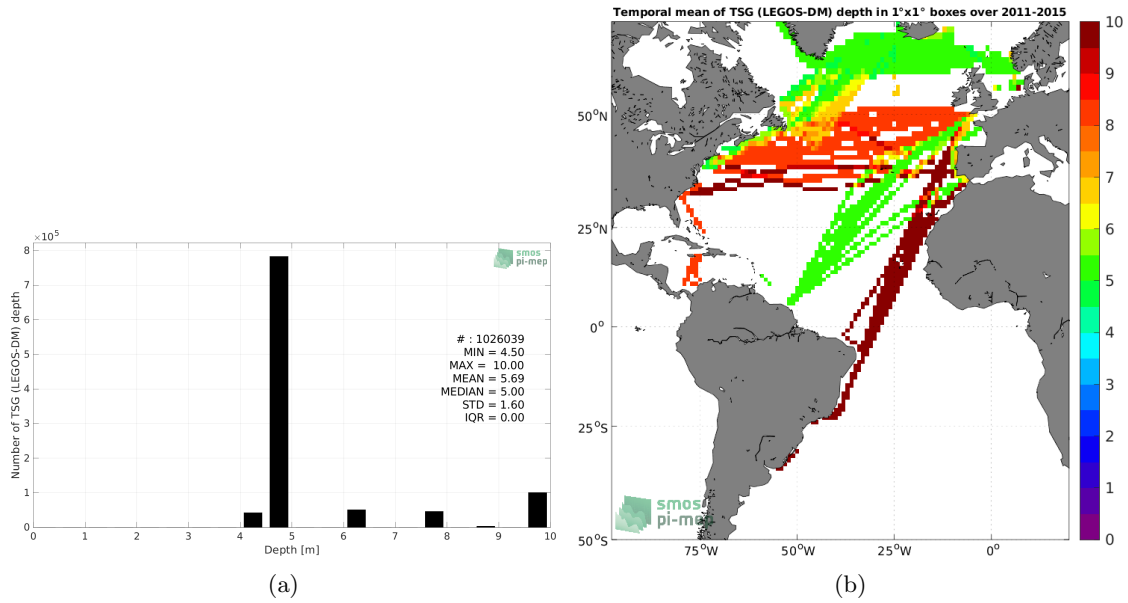 ×10^5
8
7
6
5
4
3
2
1
0
Number of TSG (LEGOS-DM) depth
smos
pi-mep
# : 1026039
MIN = 4.50
MAX = 10.00
MEAN = 5.69
MEDIAN = 5.00
STD = 1.60
IQR = 0.00
0 1 2 3 4 5 6 7 8 9 10
Depth [m]
(a)
Temporal mean of TSG (LEGOS-DM) depth in 1°x1° boxes over 2011-2015
50°N
25°N
0°
25°S
50°S
smos
pi-mep
75°W 50°W 25°W 0°
10
9
8
7
6
5
4
3
2
1
0
(b)